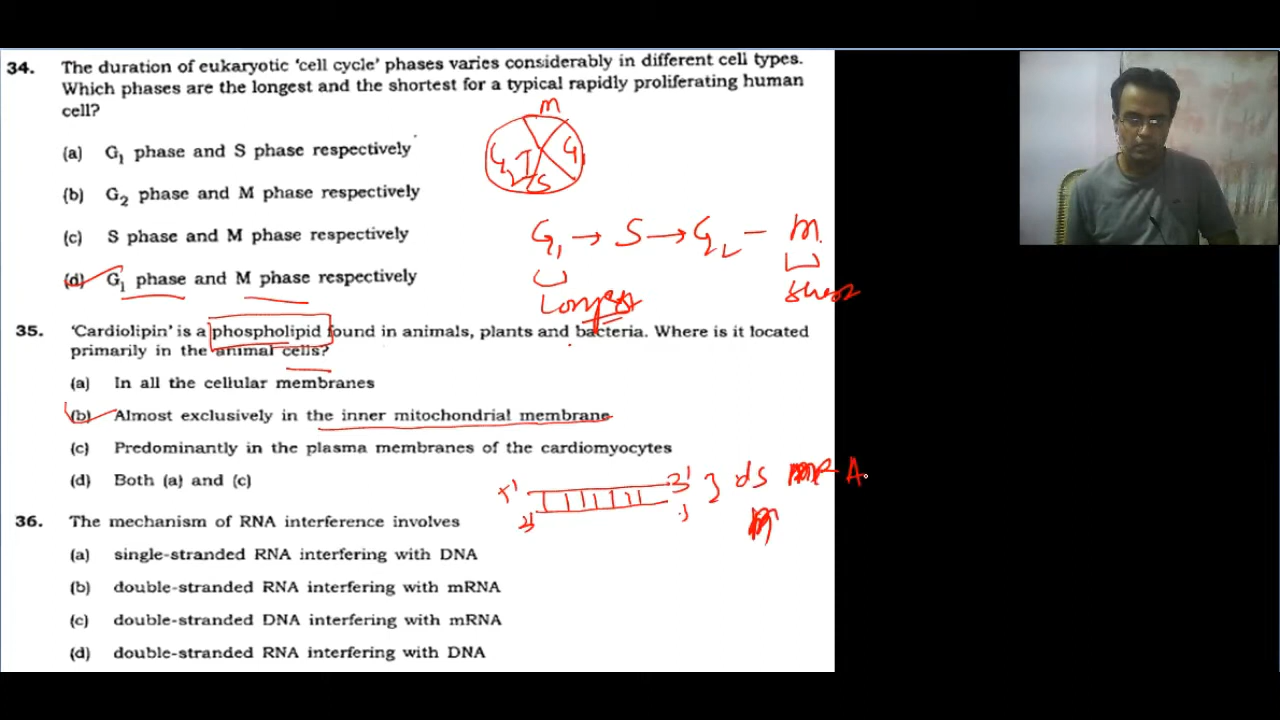 34. The duration of eukaryotic 'cell cycle' phases varies considerably in different cell types.
Which phases are the longest and the shortest for a typical rapidly proliferating human
cell?
M
(a) G₁ phase and S phase respectively
G₁
G₂
S
(b) G₂ phase and M phase respectively
(c) S phase and M phase respectively
G₁ → S → G₂ – M
(d) G₁ phase and M phase respectively
Longest
35. 'Cardiolipin' is a phospholipid found in animals, plants and bacteria. Where is it located
primarily in the animal cells?
(a) In all the cellular membranes
(b) Almost exclusively in the inner mitochondrial membrane
(c) Predominantly in the plasma membranes of the cardiomyocytes
(d) Both (a) and (c)
3' ds
36. The mechanism of RNA interference involves
(a) single-stranded RNA interfering with DNA
(b) double-stranded RNA interfering with mRNA
(c) double-stranded DNA interfering with mRNA
(d) double-stranded RNA interfering with DNA